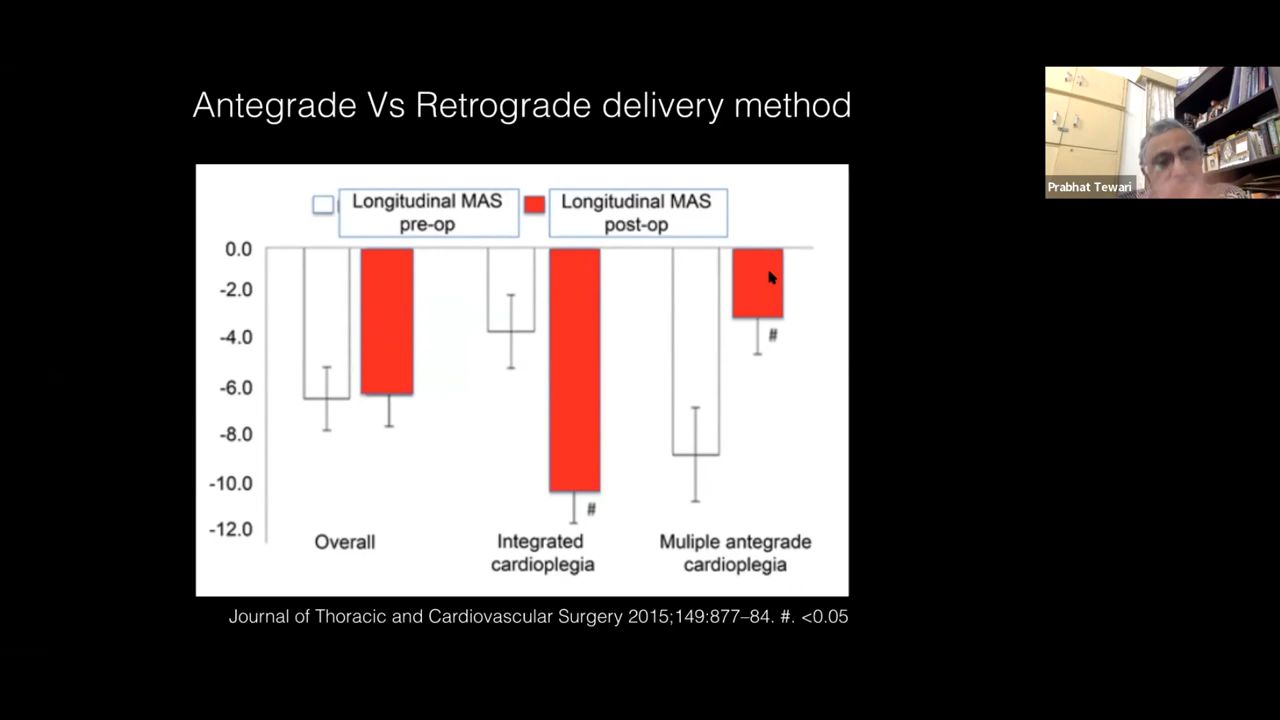 Antegrade Vs Retrograde delivery method
Prabhat Tewari
Longitudinal MAS
pre-op
Longitudinal MAS
post-op
0.0
-2.0
-4.0
-6.0
-8.0
-10.0
-12.0
#
#
Overall
Integrated
cardioplegia
Muliple antegrade
cardioplegia
Journal of Thoracic and Cardiovascular Surgery 2015;149:877–84. #. <0.05